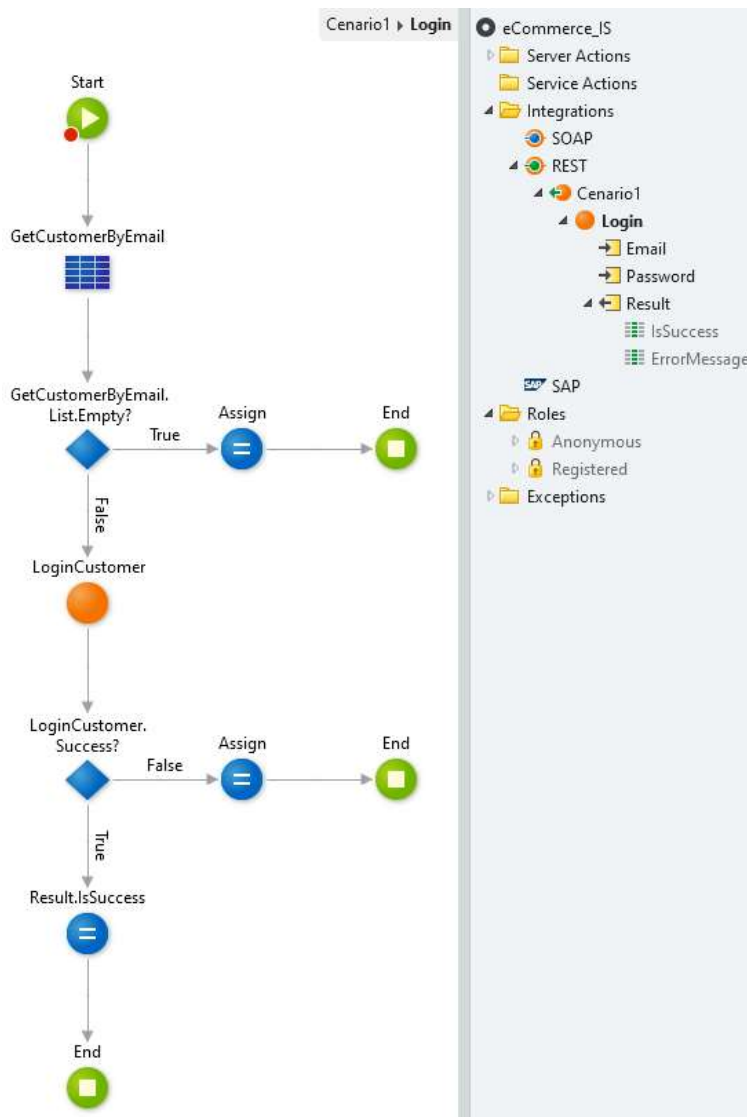 Cenario1 Login
Start
GetCustomerByEmail
GetCustomerByEmail.
List.Empty?
True
Assign
End
False
LoginCustomer
LoginCustomer.
Success?
False
Assign
End
True
Result.IsSuccess
End
eCommerce_IS
Server Actions
Service Actions
Integrations
SOAP
REST
Cenario1
Login
Email
Password
Result
IsSuccess
ErrorMessage
SAP SAP
Roles
Anonymous
Registered
Exceptions